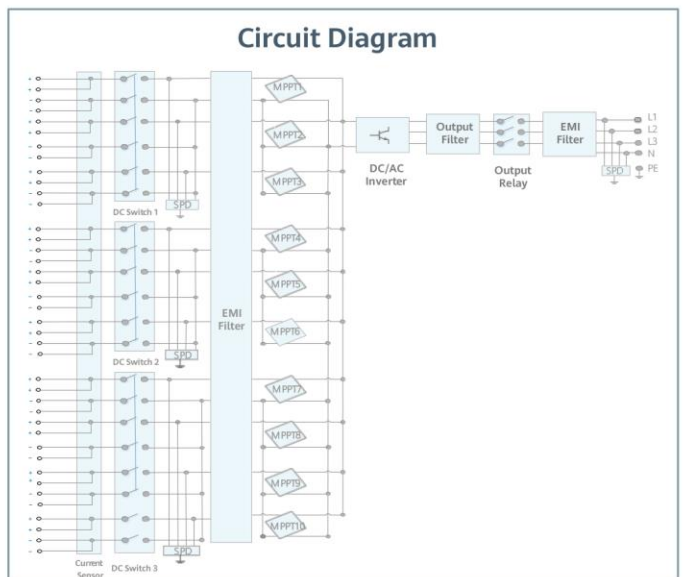 Circuit Diagram
MPPT1
MPPT2
MPPT3
DC Switch 1
SPD
MPPT4
MPPT5
MPPT6
DC Switch 2
SPD
EMI
Filter
MPPT7
MPPT8
MPPT9
MPPT10
SPD
Current
Sensor
DC Switch 3
DC/AC
Inverter
Output
Filter
Output
Relay
EMI
Filter
SPD
L1
L2
L3
N
PE